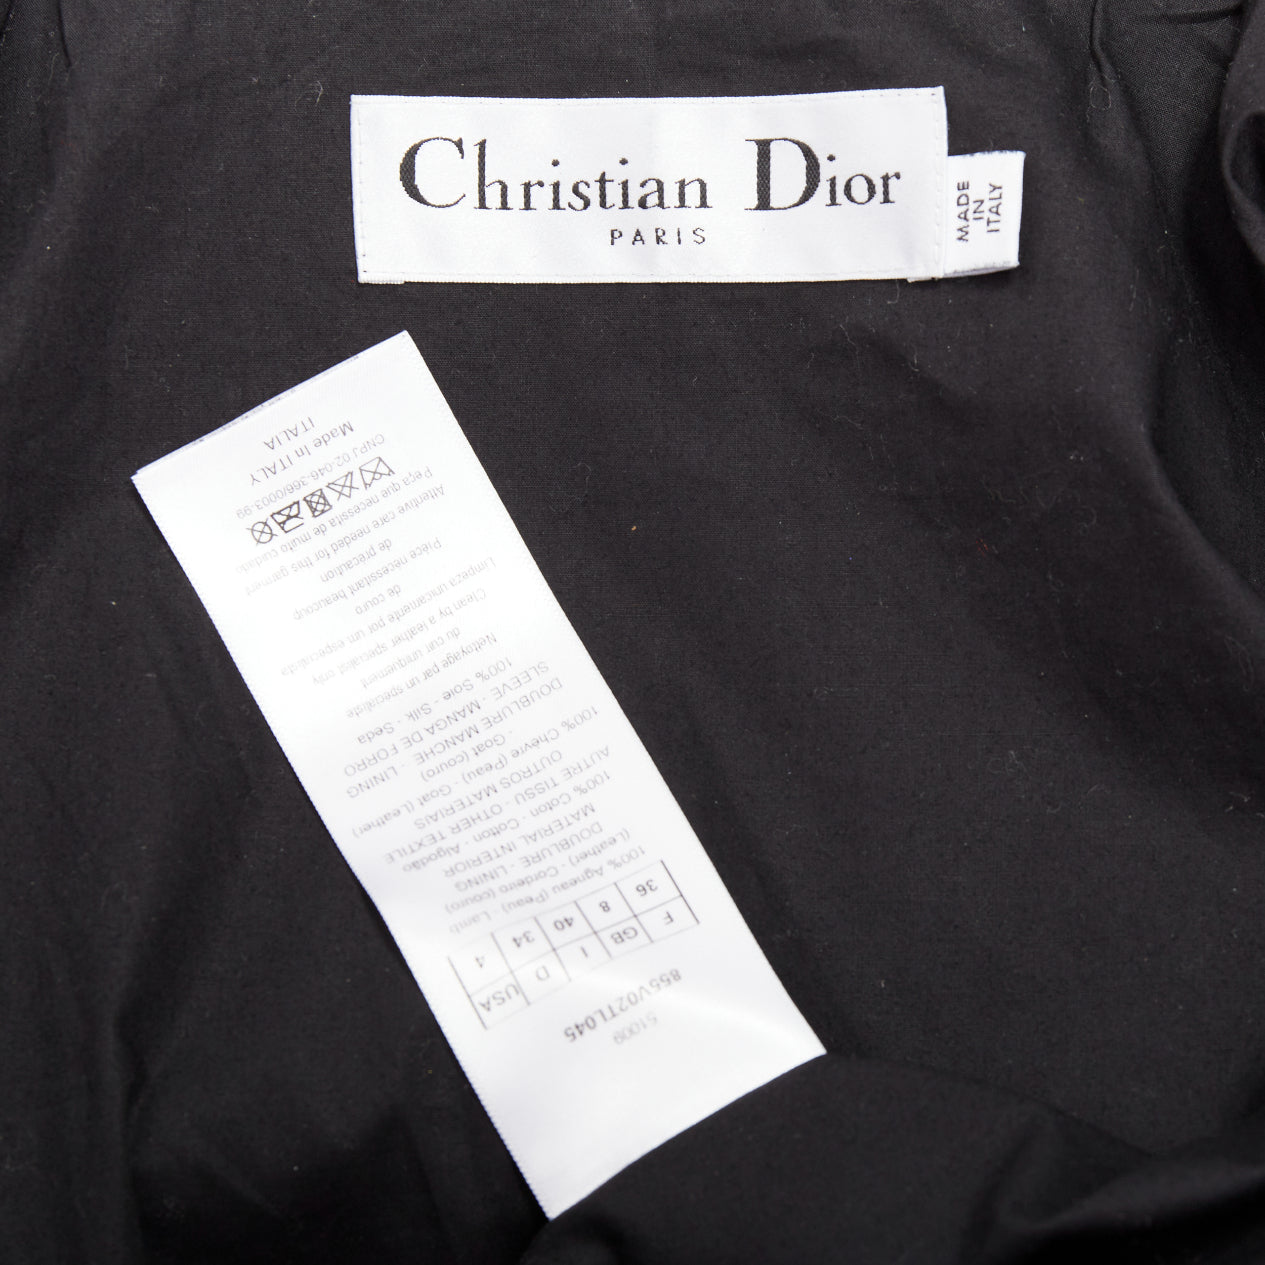 Christian Dior
PARIS
MADE
IN
ITALY
51009
855V02TL045
F GB I D USA
36 8 40 34 4
100% Agneau (Peau) - Lamb
(Leather) - Cordeiro (couro)
DOUBLURE - LINING
MATERIAL INTERIOR
100% Coton - Cotton - Algodão
AUTRE TISSU - OTHER TEXTILE
OUTROS MATERIAIS
100% Chèvre (Peau) - Goat (Leather)
- Goat (couro)
DOUBLURE MANCHE - LINING
SLEEVE - MANGA DE FORRO
100% Soie - Silk - Seda
Nettoyage par un spécialiste
du cuir uniquement
Clean by a leather specialist only
Limpeza unicamente por um especialista
de couro
Pièce nécessitant beaucoup
de précaution
Attentive care needed for this garment
Peça que necessita de muito cuidado
CNPJ 02-046-366/0003-99
Made In ITALY
ITALIA